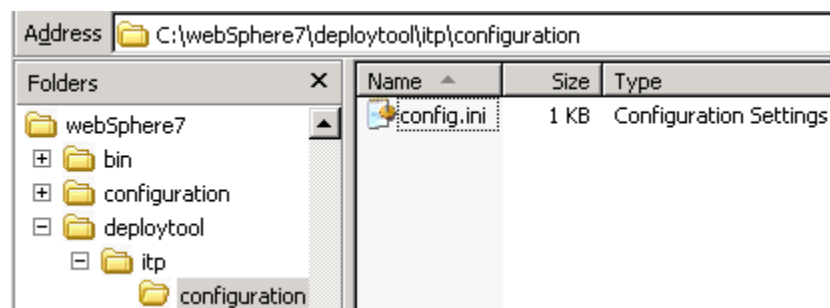 Address C:\webSphere7\deploytool\itp\configuration
Folders x Name Size Type
webSphere7 config.ini 1 KB Configuration Settings
bin
configuration
deploytool
itp
configuration